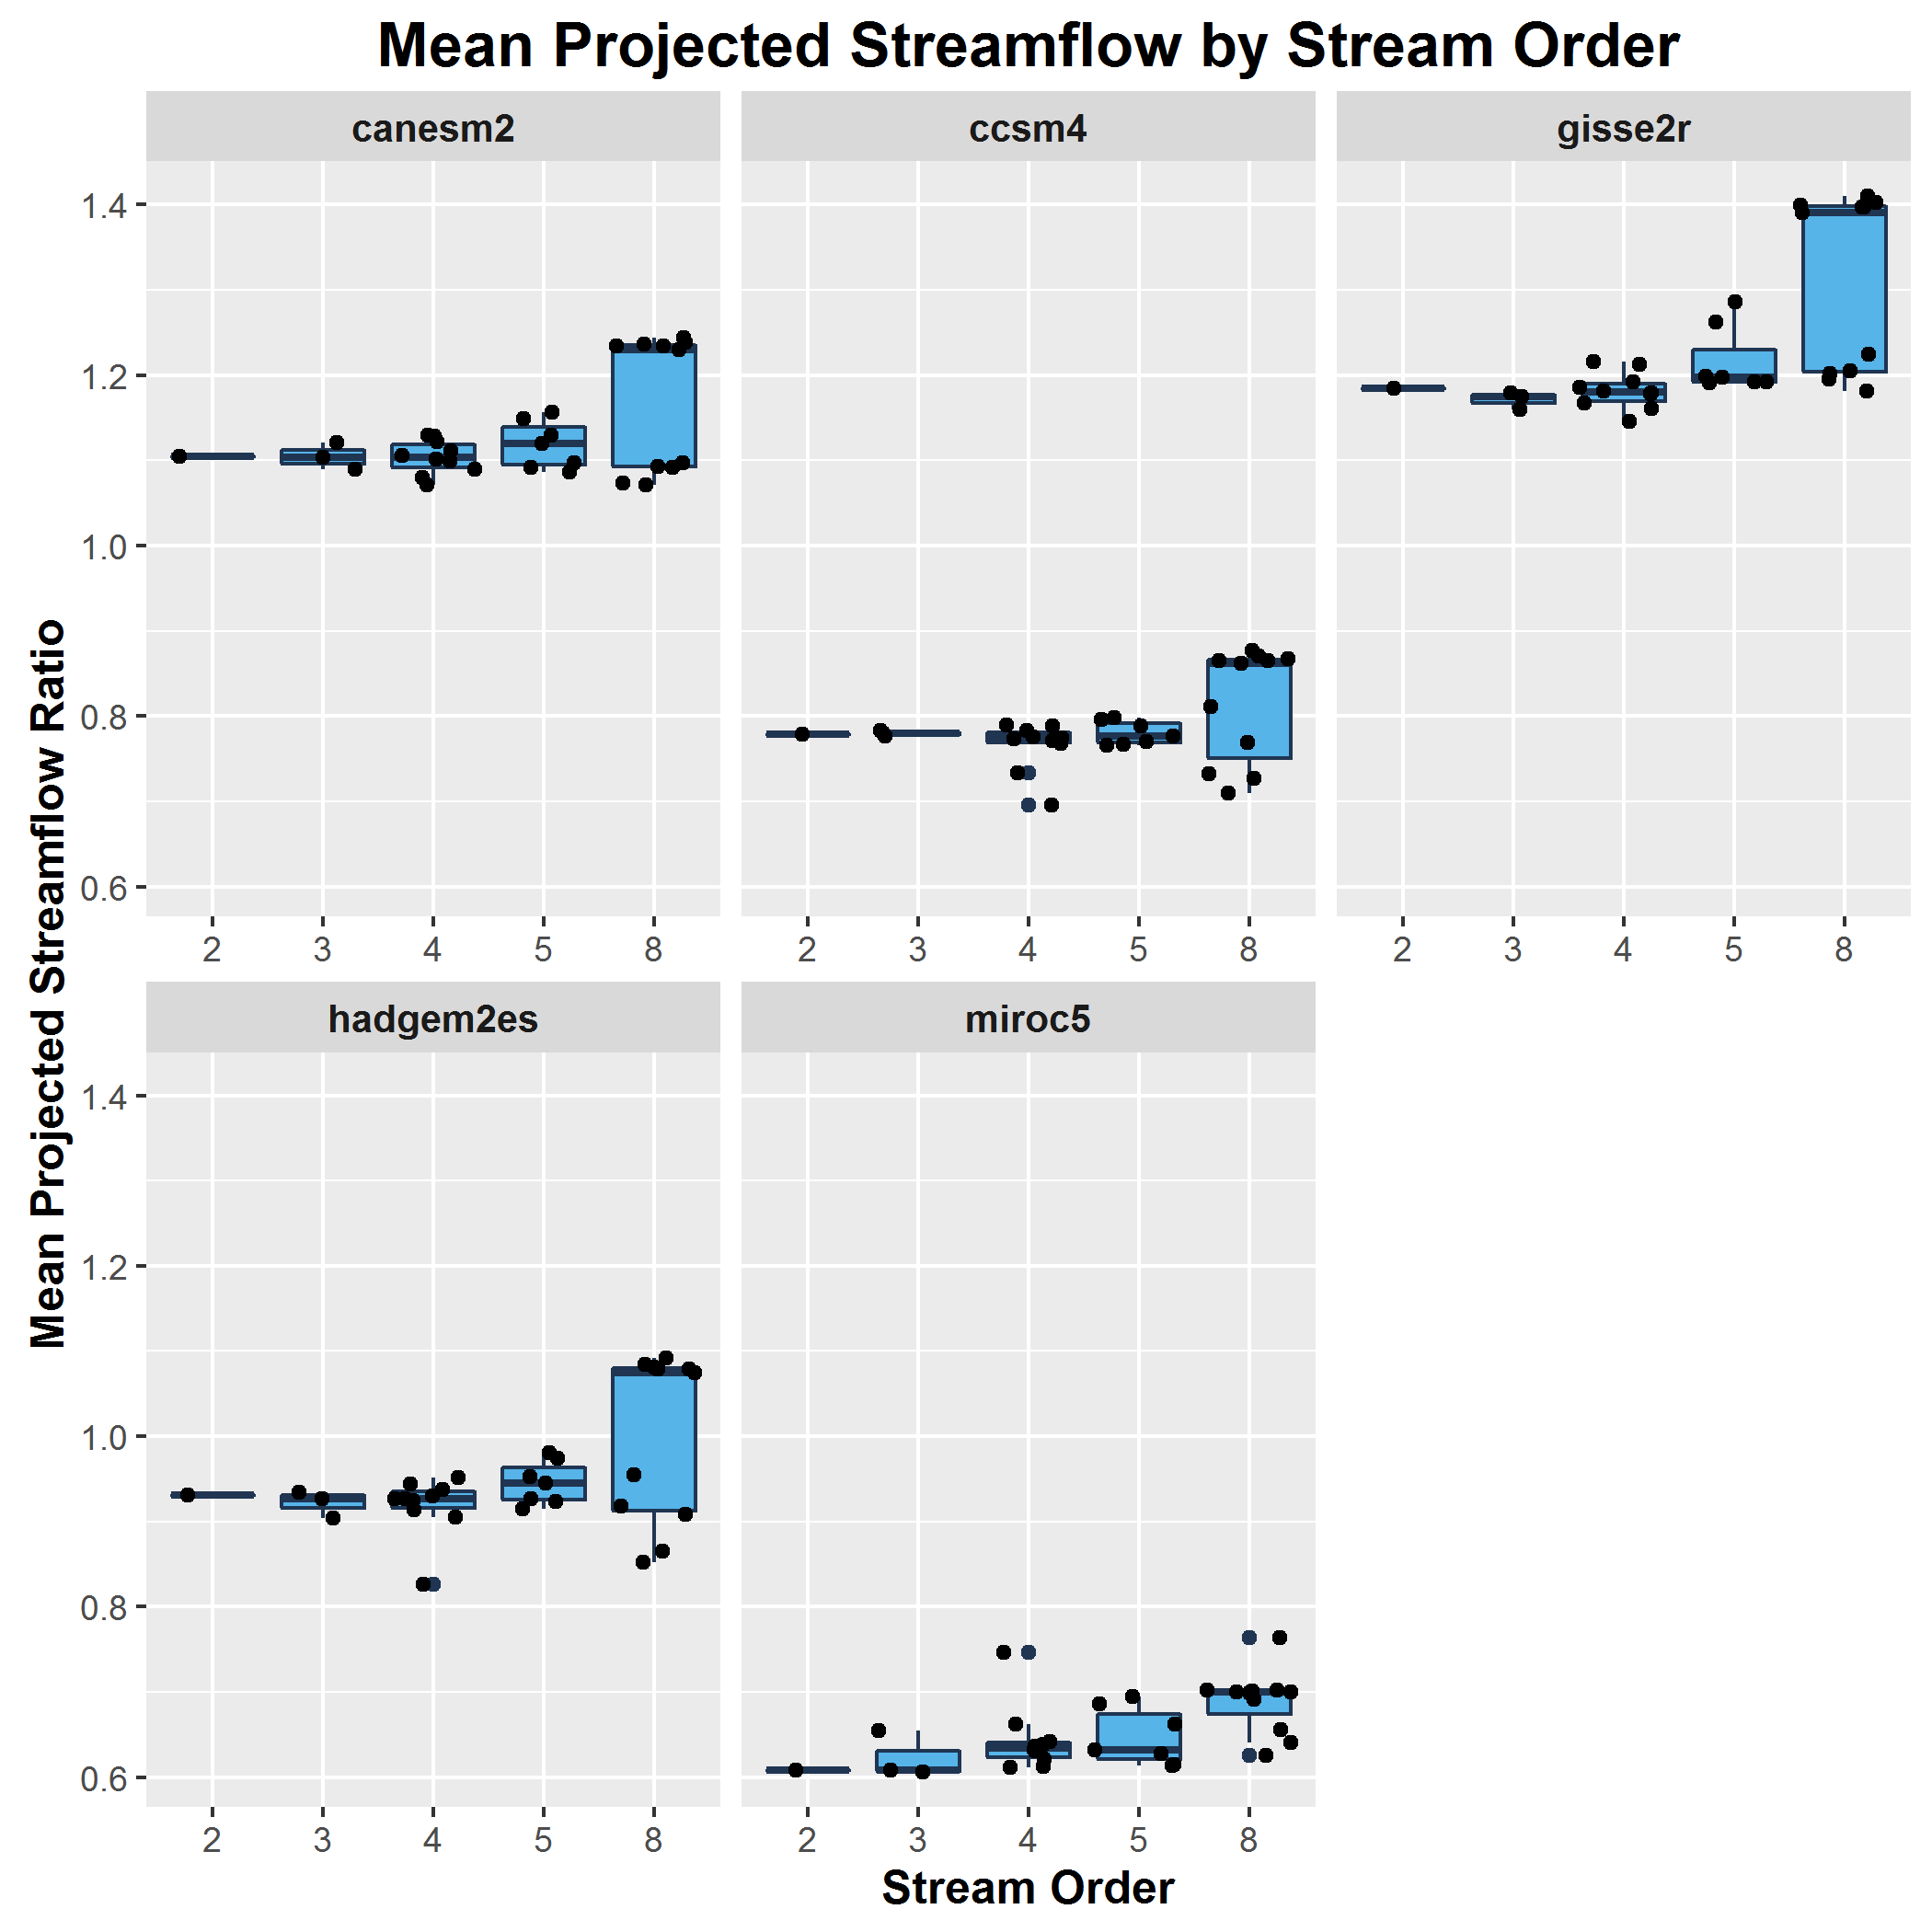 Mean Projected Streamflow by Stream Order
canesm2
ccsm4
gisse2r
1.4
1.2
1.0
0.8
0.6
2 3 4 5 8
2 3 4 5 8
2 3 4 5 8
Mean Projected Streamflow Ratio
hadgem2es
miroc5
1.4
1.2
1.0
0.8
0.6
2 3 4 5 8
2 3 4 5 8
Stream Order